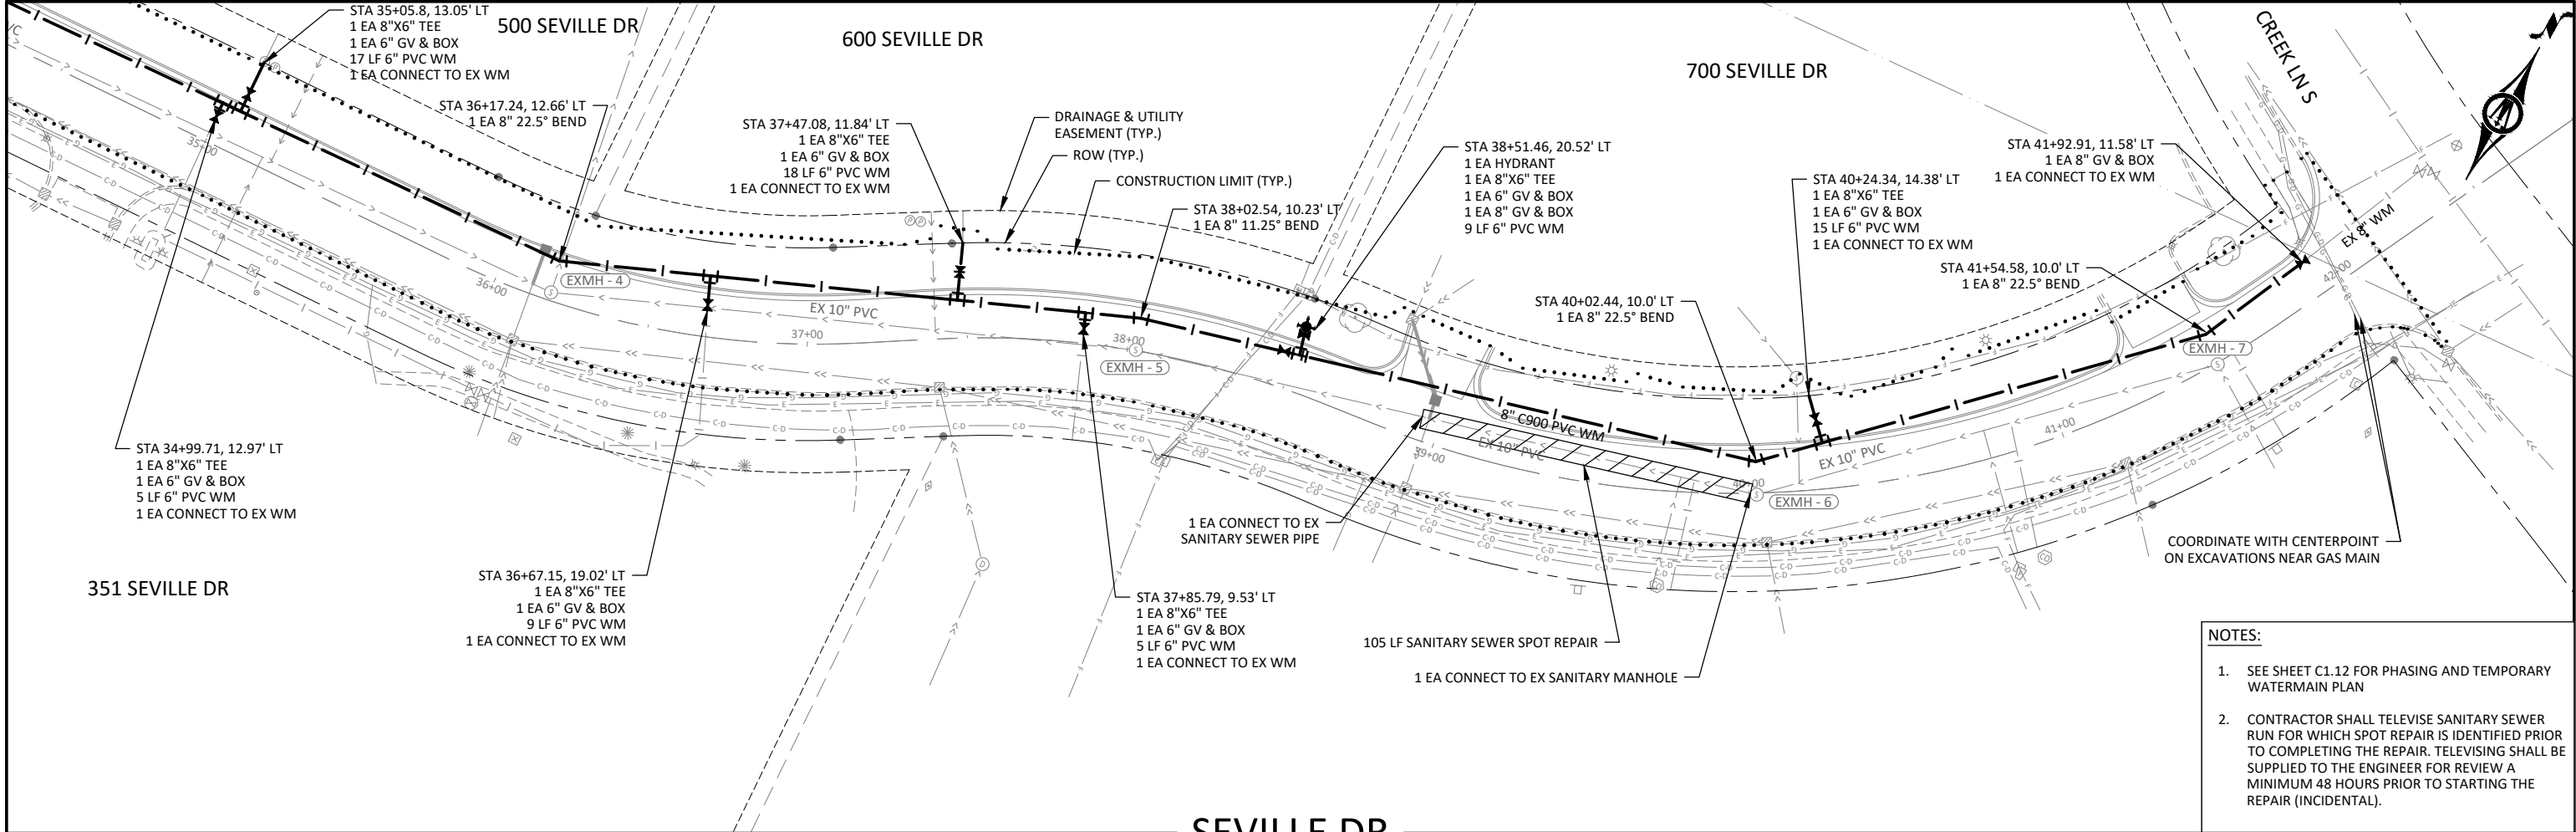 STA 35+05.8, 13.05' LT
1 EA 8"X6" TEE
1 EA 6" GV & BOX
17 LF 6" PVC WM
1 EA CONNECT TO EX WM
500 SEVILLE DR
600 SEVILLE DR
700 SEVILLE DR
CREEK LN S
STA 36+17.24, 12.66' LT
1 EA 8" 22.5° BEND
STA 37+47.08, 11.84' LT
1 EA 8"X6" TEE
1 EA 6" GV & BOX
18 LF 6" PVC WM
1 EA CONNECT TO EX WM
DRAINAGE & UTILITY
EASEMENT (TYP.)
ROW (TYP.)
CONSTRUCTION LIMIT (TYP.)
STA 38+02.54, 10.23' LT
1 EA 8" 11.25° BEND
STA 38+51.46, 20.52' LT
1 EA HYDRANT
1 EA 8"X6" TEE
1 EA 6" GV & BOX
1 EA 8" GV & BOX
9 LF 6" PVC WM
STA 40+24.34, 14.38' LT
1 EA 8"X6" TEE
1 EA 6" GV & BOX
15 LF 6" PVC WM
1 EA CONNECT TO EX WM
STA 41+92.91, 11.58' LT
1 EA 8" GV & BOX
1 EA CONNECT TO EX WM
STA 41+54.58, 10.0' LT
1 EA 8" 22.5° BEND
STA 40+02.44, 10.0' LT
1 EA 8" 22.5° BEND
EX 8" WM
35+00
36+00
EXMH - 4
EX 10" PVC
37+00
38+00
EXMH - 5
8" C900 PVC WM
EX 10" PVC
39+00
40+00
EXMH - 6
EX 10" PVC
41+00
EXMH - 7
42+00
STA 34+99.71, 12.97' LT
1 EA 8"X6" TEE
1 EA 6" GV & BOX
5 LF 6" PVC WM
1 EA CONNECT TO EX WM
351 SEVILLE DR
STA 36+67.15, 19.02' LT
1 EA 8"X6" TEE
1 EA 6" GV & BOX
9 LF 6" PVC WM
1 EA CONNECT TO EX WM
STA 37+85.79, 9.53' LT
1 EA 8"X6" TEE
1 EA 6" GV & BOX
5 LF 6" PVC WM
1 EA CONNECT TO EX WM
1 EA CONNECT TO EX
SANITARY SEWER PIPE
105 LF SANITARY SEWER SPOT REPAIR
1 EA CONNECT TO EX SANITARY MANHOLE
COORDINATE WITH CENTERPOINT
ON EXCAVATIONS NEAR GAS MAIN
NOTES:
1. SEE SHEET C1.12 FOR PHASING AND TEMPORARY
WATERMAIN PLAN
2. CONTRACTOR SHALL TELEVISE SANITARY SEWER
RUN FOR WHICH SPOT REPAIR IS IDENTIFIED PRIOR
TO COMPLETING THE REPAIR. TELEVISING SHALL BE
SUPPLIED TO THE ENGINEER FOR REVIEW A
MINIMUM 48 HOURS PRIOR TO STARTING THE
REPAIR (INCIDENTAL).
SEVILLE DR